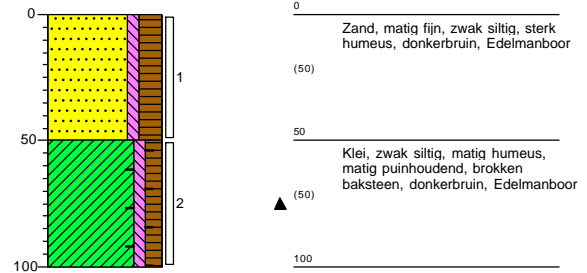 0
50
100
1
2
0
Zand, matig fijn, zwak siltig, sterk
humeus, donkerbruin, Edelmanboor
(50)
50
Klei, zwak siltig, matig humeus,
matig puinhoudend, brokken
baksteen, donkerbruin, Edelmanboor
(50)
100